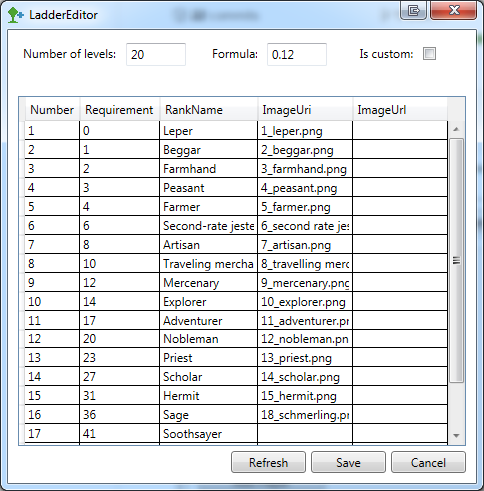 LadderEditor
Number of levels: 20 Formula: 0.12 Is custom:
Number Requirement RankName ImageUri ImageUrl
1 0 Leper 1_leper.png
2 1 Beggar 2_beggar.png
3 2 Farmhand 3_farmhand.png
4 3 Peasant 4_peasant.png
5 4 Farmer 5_farmer.png
6 6 Second-rate jeste 6_second rate jes
7 8 Artisan 7_artisan.png
8 10 Traveling mercha 8_travelling merc
9 12 Mercenary 9_mercenary.png
10 14 Explorer 10_explorer.png
11 17 Adventurer 11_adventurer.pn
12 20 Nobleman 12_nobleman.png
13 23 Priest 13_priest.png
14 27 Scholar 14_scholar.png
15 31 Hermit 15_hermit.png
16 36 Sage 18_schmerling.pn
17 41 Soothsayer
Refresh Save Cancel